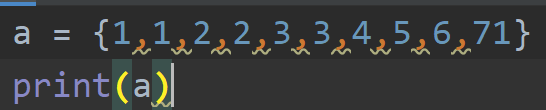 a = {1,1,2,2,3,3,4,5,6,71}
print(a)